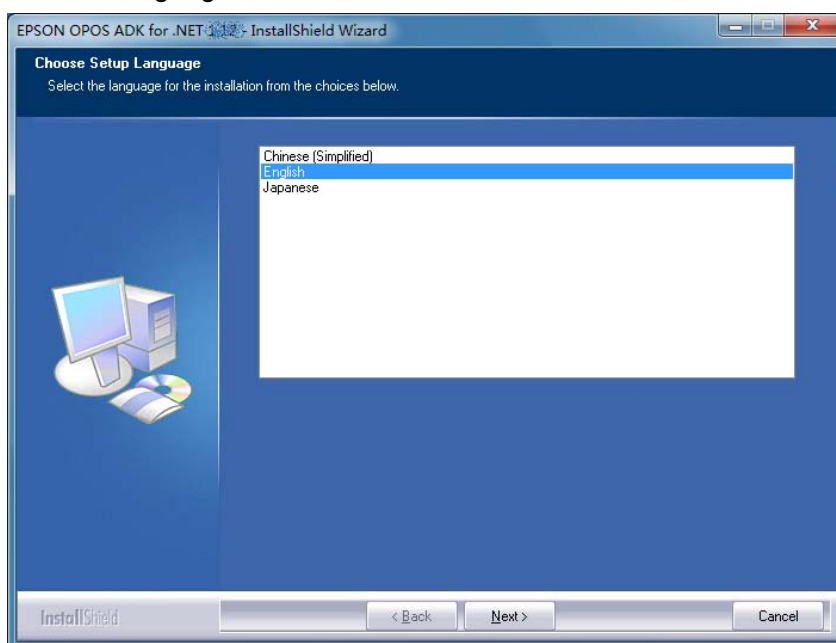 EPSON OPOS ADK for .NET - InstallShield Wizard
Choose Setup Language
Select the language for the installation from the choices below.
Chinese (Simplified)
English
Japanese
InstallShield
< Back
Next >
Cancel